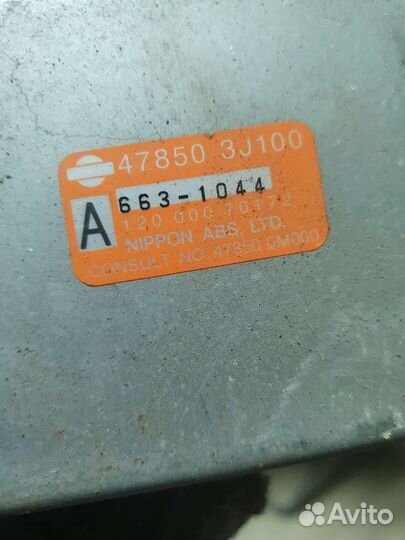 47850 3J100
A 663-1044
120 000 70172
NIPPON ABS, LTD.
CONSULT NO. 47850 0M000
Avito